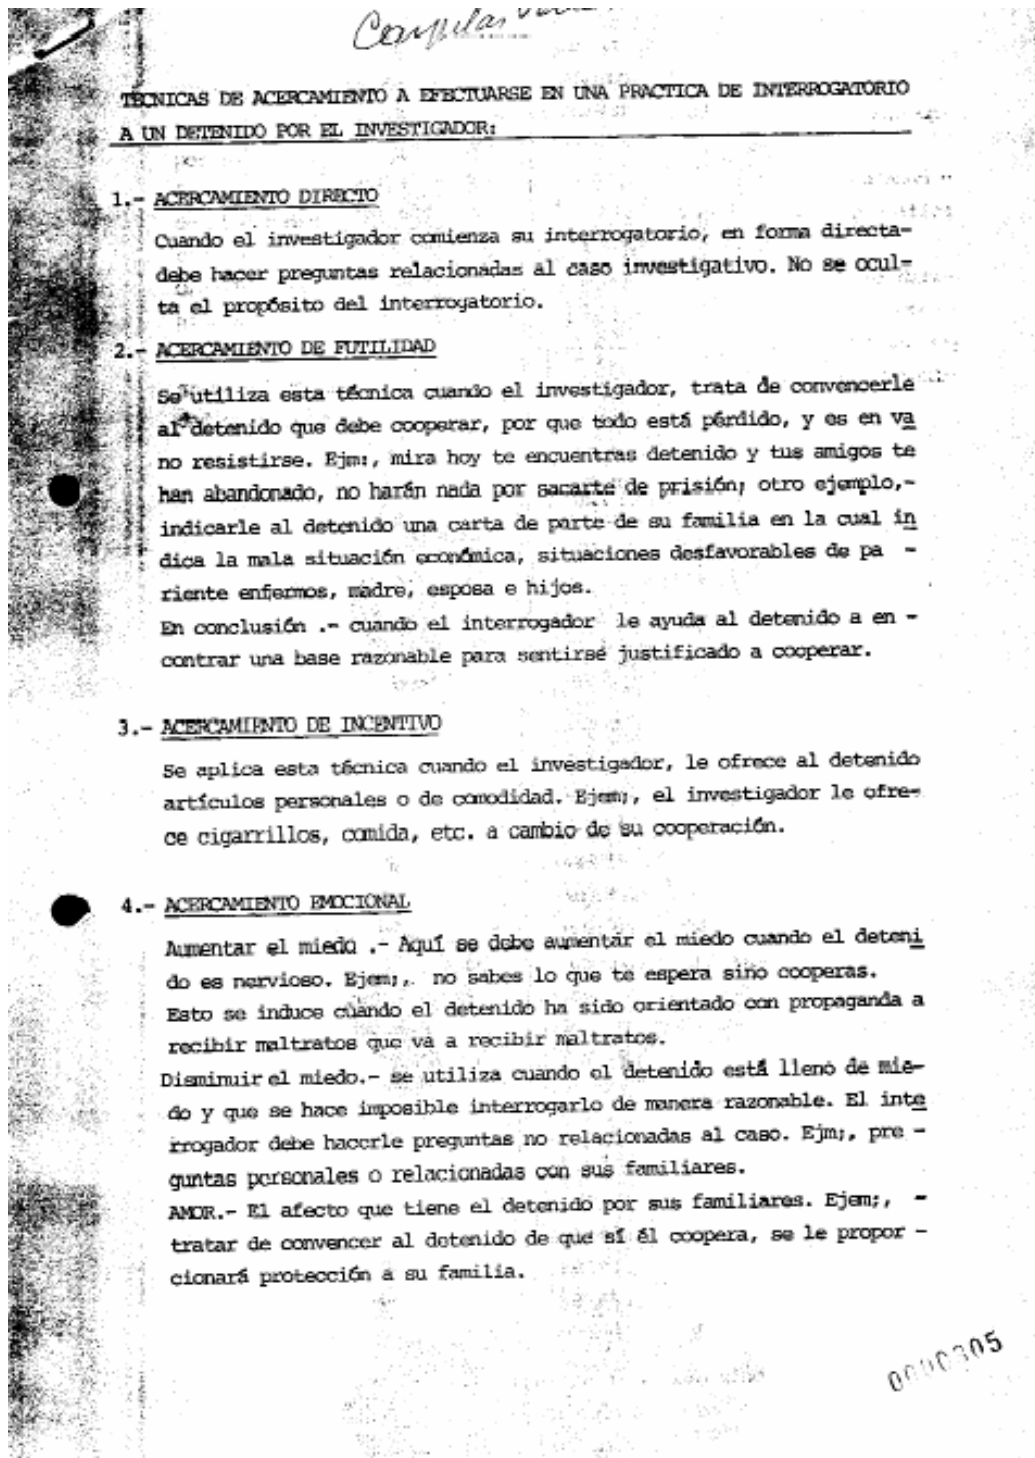 TECNICAS DE ACERCAMIENTO A EFECTUARSE EN UNA PRACTICA DE INTERROGATORIO
A UN DETENIDO POR EL INVESTIGADOR:
1.- ACERCAMIENTO DIRECTO
Cuando el investigador comienza su interrogatorio, en forma directa-
debe hacer preguntas relacionadas al caso investigativo. No se ocul-
ta el propósito del interrogatorio.
2.- ACERCAMIENTO DE FUTILIDAD
Se utiliza esta técnica cuando el investigador, trata de convencerle
al detenido que debe cooperar, por que todo está pérdido, y es en va
no resistirse. Ejm:, mira hoy te encuentras detenido y tus amigos te
han abandonado, no harán nada por sacarte de prisión; otro ejemplo,-
indicarle al detenido una carta de parte de su familia en la cual in
dica la mala situación económica, situaciones desfavorables de pa -
riente enfermos, madre, esposa e hijos.
En conclusión .- cuando el interrogador le ayuda al detenido a en -
contrar una base razonable para sentirse justificado a cooperar.
3.- ACERCAMIENTO DE INCENTIVO
Se aplica esta técnica cuando el investigador, le ofrece al detenido
artículos personales o de comodidad. Ejem;, el investigador le ofre-
ce cigarrillos, comida, etc. a cambio de su cooperación.
4.- ACERCAMIENTO EMOCIONAL
Aumentar el miedo .- Aquí se debe aumentar el miedo cuando el deteni
do es nervioso. Ejem;,. no sabes lo que te espera sino cooperas.
Esto se induce cuando el detenido ha sido orientado con propaganda a
recibir maltratos que va a recibir maltratos.
Disminuir el miedo.- se utiliza cuando el detenido está lleno de mie-
do y que se hace imposible interrogarlo de manera razonable. El inte
rrogador debe hacerle preguntas no relacionadas al caso. Ejm;, pre -
guntas personales o relacionadas con sus familiares.
AMOR.- El afecto que tiene el detenido por sus familiares. Ejem;, -
tratar de convencer al detenido de que sí él coopera, se le propor -
cionará protección a su familia.
0000305